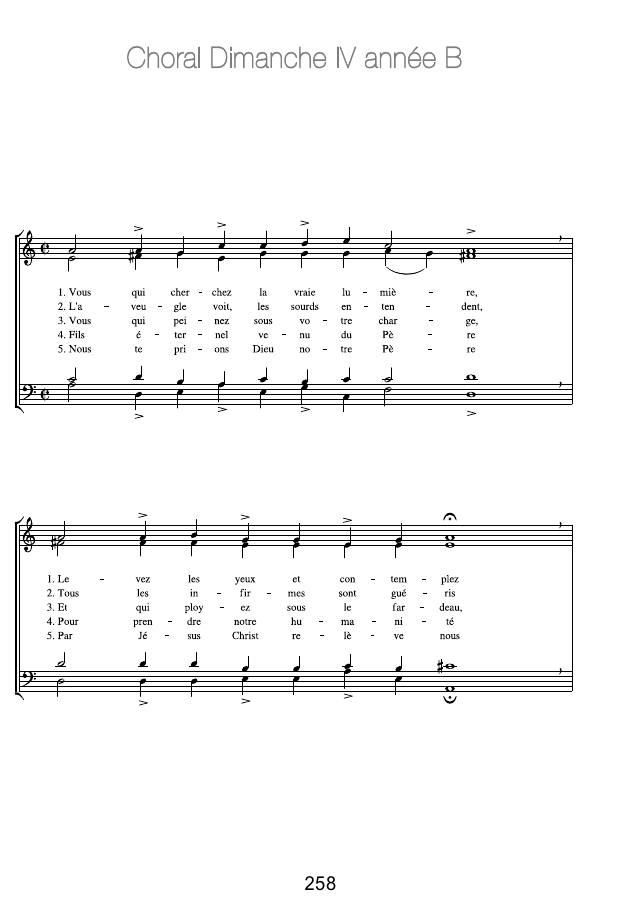 Choral Dimanche IV année B
1. Vous qui cher - chez la vraie lu - miè - re,
2. L'a - veu - gle voit, les sourds en - ten - dent,
3. Vous qui pei - nez sous vo - tre char - ge,
4. Fils é - ter - nel ve - nu du Pè - re
5. Nous te pri - ons Dieu no - tre Pè - re
1. Le - vez les yeux et con - tem - plez
2. Tous les in - fir - mes sont gué - ris
3. Et qui ploy - ez sous le far - deau,
4. Pour pren - dre notre hu - ma - ni - té
5. Par Jé - sus Christ re - lè - ve nous
258